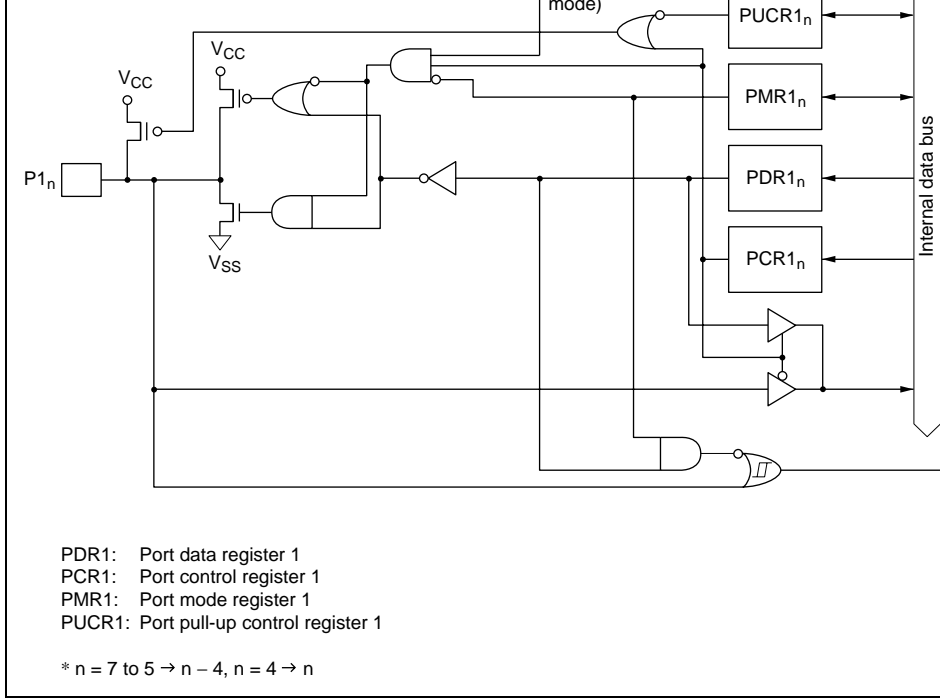 mode)
PUCR1n
VCC
VCC
PMR1n
P1n
PDR1n
VSS
PCR1n
Internal data bus
PDR1: Port data register 1
PCR1: Port control register 1
PMR1: Port mode register 1
PUCR1: Port pull-up control register 1
* n = 7 to 5 → n − 4, n = 4 → n